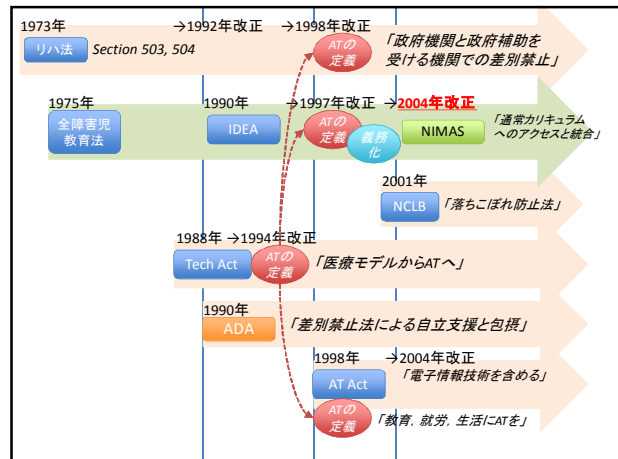 1973年 →1992年改正 →1998年改正
リハ法 Section 503, 504
ATの
定義
「政府機関と政府補助を
受ける機関での差別禁止」
1975年 1990年 →1997年改正 →2004年改正
全障害児
教育法
IDEA
ATの
定義
義務
化
NIMAS
「通常カリキュラム
へのアクセスと統合」
2001年
NCLB 「落ちこぼれ防止法」
1988年 →1994年改正
Tech Act
ATの
定義
「医療モデルからATへ」
1990年
ADA 「差別禁止法による自立支援と包摂」
1998年 →2004年改正
AT Act 「電子情報技術を含める」
ATの
定義
「教育，就労，生活にATを」